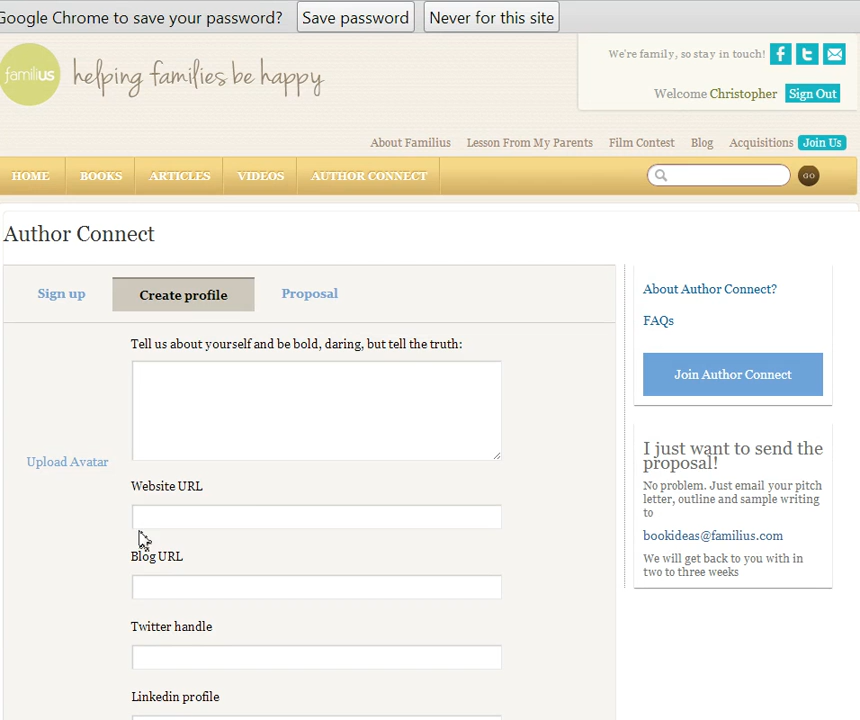 Google Chrome to save your password? Save password Never for this site
familius helping families be happy
We're family, so stay in touch!
Welcome Christopher Sign Out
About Familius Lesson From My Parents Film Contest Blog Acquisitions Join Us
HOME BOOKS ARTICLES VIDEOS AUTHOR CONNECT GO
Author Connect
Sign up Create profile Proposal
Tell us about yourself and be bold, daring, but tell the truth:
Upload Avatar
Website URL
Blog URL
Twitter handle
Linkedin profile
About Author Connect?
FAQs
Join Author Connect
I just want to send the
proposal!
No problem. Just email your pitch
letter, outline and sample writing
to
bookideas@familius.com
We will get back to you with in
two to three weeks